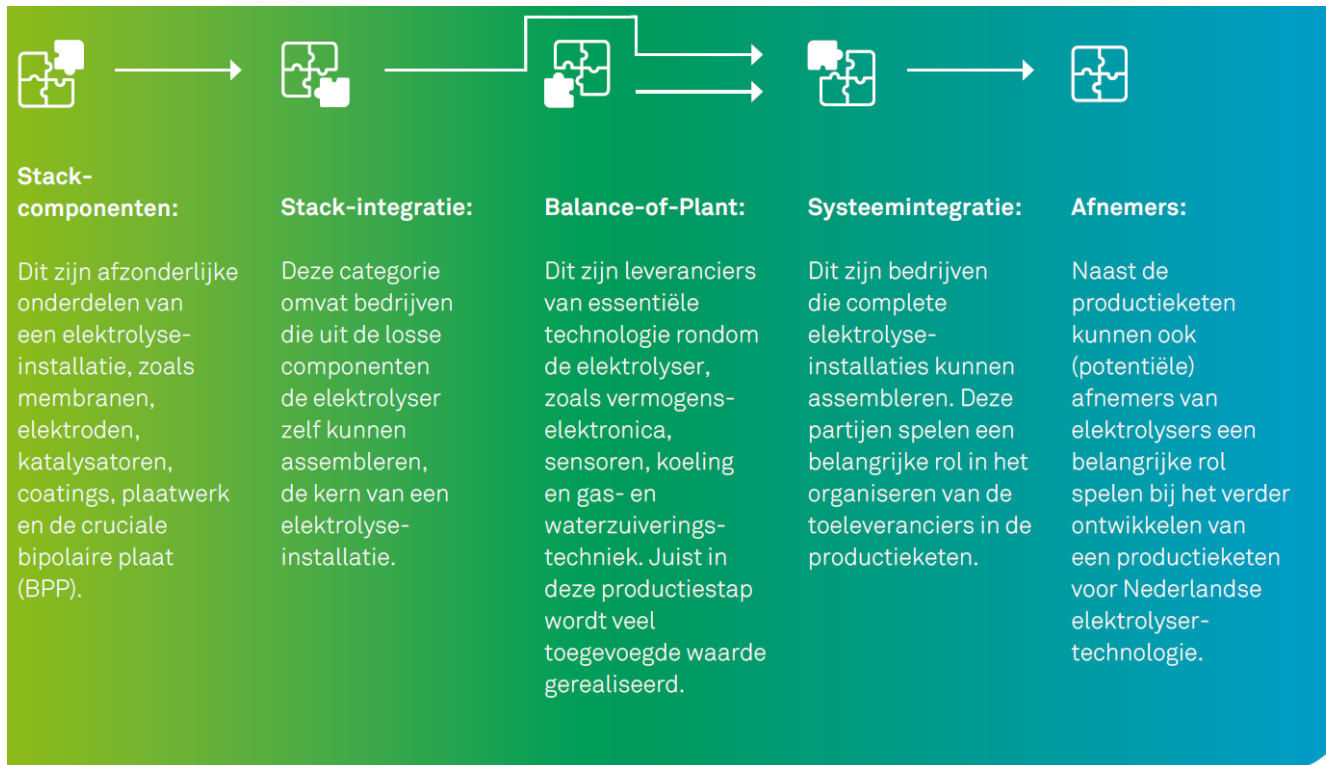 Stack-
componenten:
Dit zijn afzonderlijke
onderdelen van
een elektrolyse-
installatie, zoals
membranen,
elektroden,
katalysatoren,
coatings, plaatwerk
en de cruciale
bipolaire plaat
(BPP).
Stack-integratie:
Deze categorie
omvat bedrijven
die uit de losse
componenten
de elektrolyser
zelf kunnen
assembleren,
de kern van een
elektrolyse-
installatie.
Balance-of-Plant:
Dit zijn leveranciers
van essentiële
technologie rondom
de elektrolyser,
zoals vermogens-
elektronica,
sensoren, koeling
en gas- en
waterzuiverings-
techniek. Juist in
deze productiestap
wordt veel
toegevoegde waarde
gerealiseerd.
Systeemintegratie:
Dit zijn bedrijven
die complete
elektrolyse-
installaties kunnen
assembleren. Deze
partijen spelen een
belangrijke rol in het
organiseren van de
toeleveranciers in de
productieketen.
Afnemers:
Naast de
productieketen
kunnen ook
(potentiële)
afnemers van
elektrolysers een
belangrijke rol
spelen bij het verder
ontwikkelen van
een productieketen
voor Nederlandse
elektrolyser-
technologie.